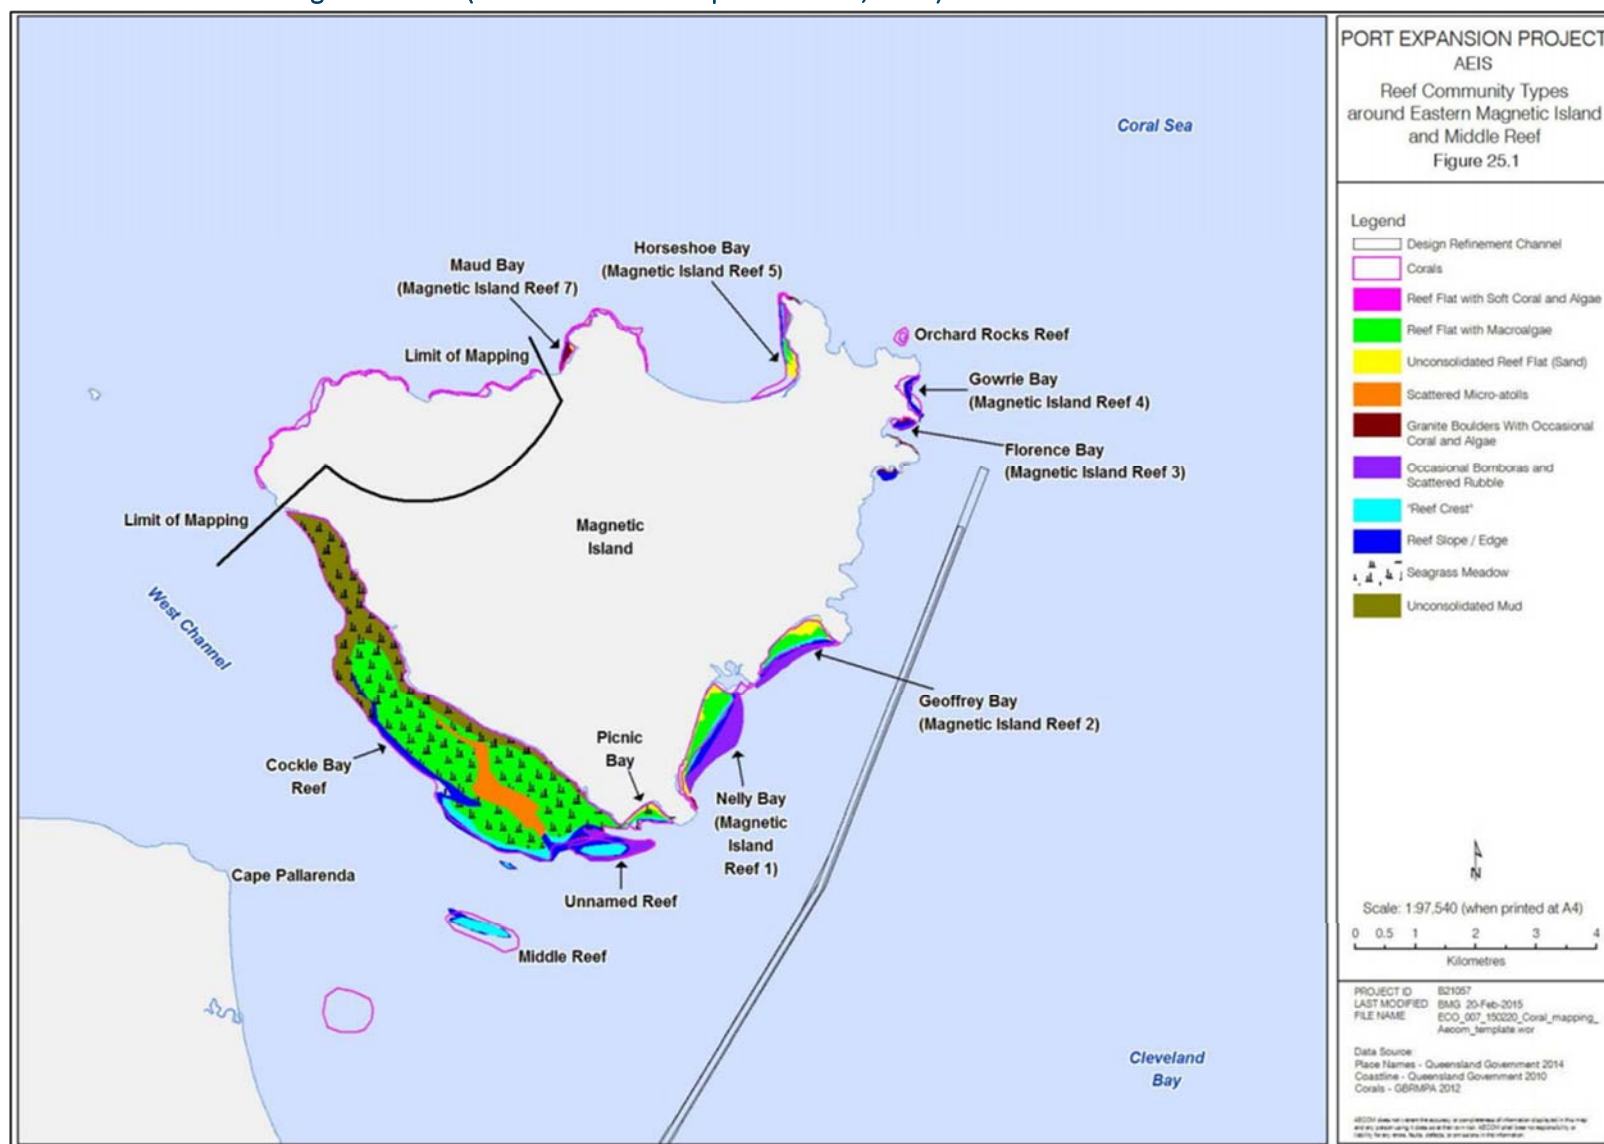 PORT EXPANSION PROJECT
AEIS
Reef Community Types
around Eastern Magnetic Island
and Middle Reef
Figure 25.1
Coral Sea
Legend
Design Refinement Channel
Corals
Reef Flat with Soft Coral and Algae
Reef Flat with Macroalgae
Unconsolidated Reef Flat (Sand)
Scattered Micro-atolls
Granite Boulders With Occasional
Coral and Algae
Occasional Bomboras and
Scattered Rubble
"Reef Crest"
Reef Slope / Edge
Seagrass Meadow
Unconsolidated Mud
Horseshoe Bay
(Magnetic Island Reef 5)
Maud Bay
(Magnetic Island Reef 7)
Limit of Mapping
Orchard Rocks Reef
Gowrie Bay
(Magnetic Island Reef 4)
Florence Bay
(Magnetic Island Reef 3)
Limit of Mapping
Magnetic
Island
West Channel
Geoffrey Bay
(Magnetic Island Reef 2)
Picnic
Bay
Cockle Bay
Reef
Nelly Bay
(Magnetic
Island
Reef 1)
Cape Pallarenda
Unnamed Reef
Middle Reef
Cleveland
Bay
N
Scale: 1:97,540 (when printed at A4)
0 0.5 1 2 3 4
Kilometres
PROJECT ID B21057
LAST MODIFIED BMG 20-Feb-2015
FILE NAME ECO_007_150220_Coral_mapping_
Aecom_template.wor
Data Source:
Place Names - Queensland Government 2014
Coastline - Queensland Government 2010
Corals - GBRMPA 2012